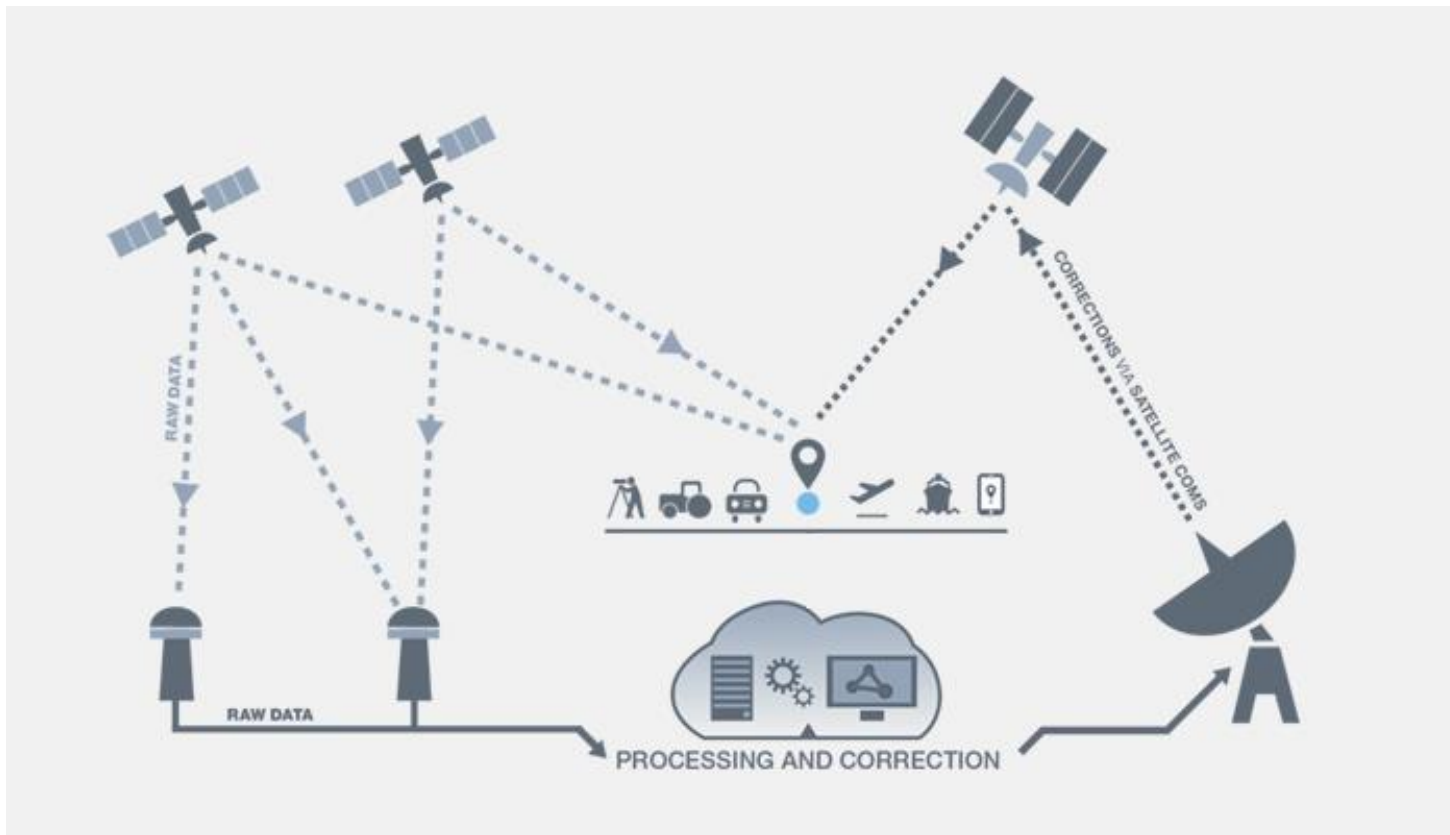 RAW DATA
CORRECTIONS VIA SATELLITE COMS
RAW DATA
PROCESSING AND CORRECTION